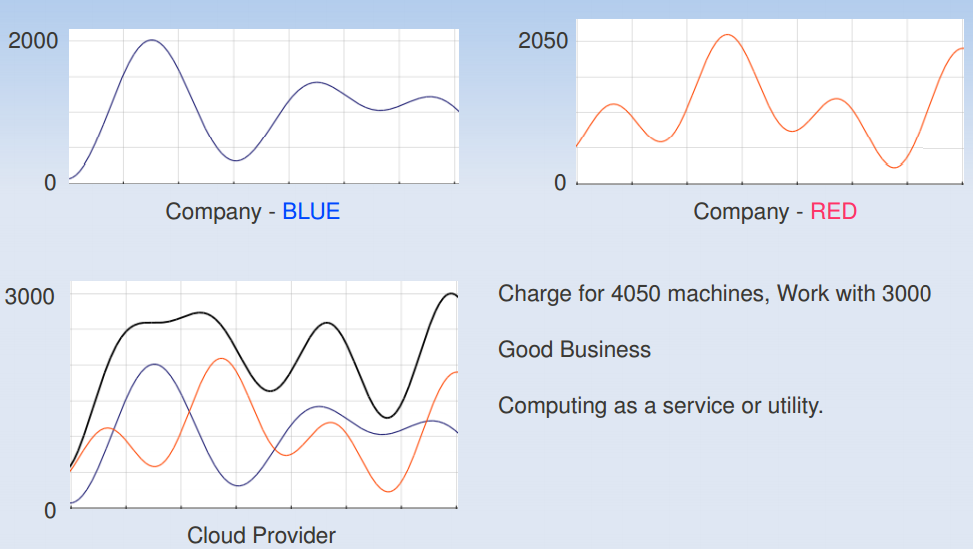 2000
1000
0
Company - BLUE
2050
0
Company - RED
3000
0
Cloud Provider
Charge for 4050 machines, Work with 3000
Good Business
Computing as a service or utility.